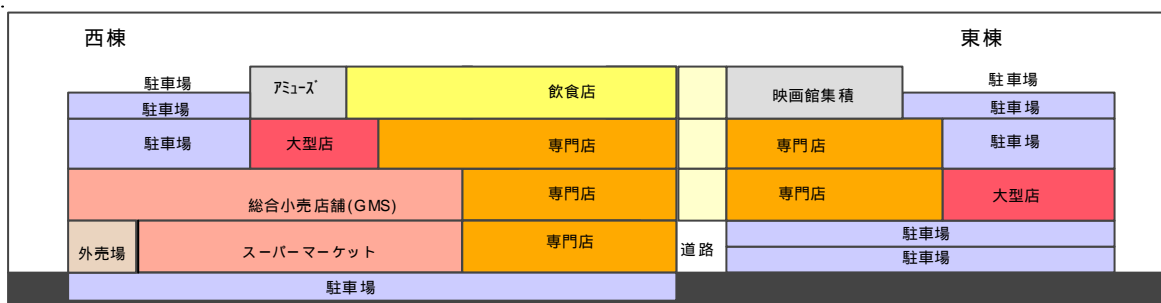 西棟
東棟
駐車場
アミューズ
飲食店
映画館集積
駐車場
駐車場
駐車場
駐車場
大型店
専門店
専門店
駐車場
総合小売店舗(GMS)
専門店
専門店
大型店
外売場
スーパーマーケット
専門店
道路
駐車場
駐車場
駐車場